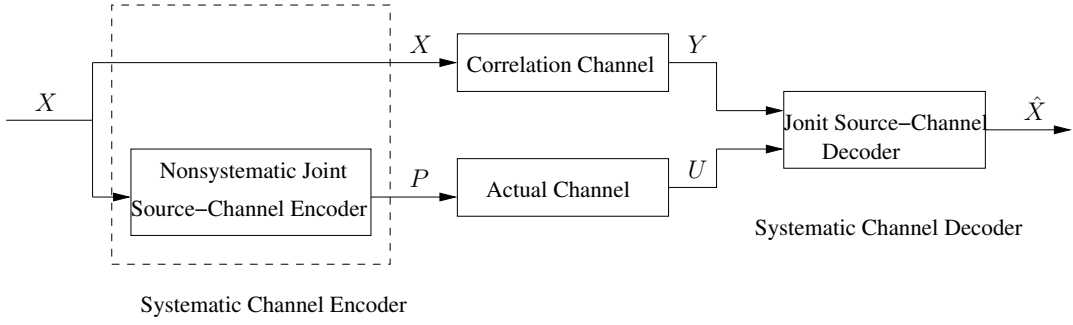 X
X
Correlation Channel
Y
Jonit Source−Channel
Decoder
X̂
Nonsystematic Joint
Source−Channel Encoder
P
Actual Channel
U
Systematic Channel Decoder
Systematic Channel Encoder